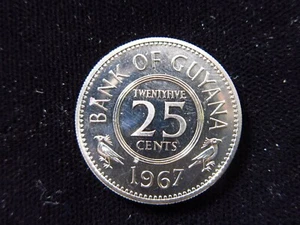 BANK OF GUYANA
TWENTYFIVE
25
CENTS
1967